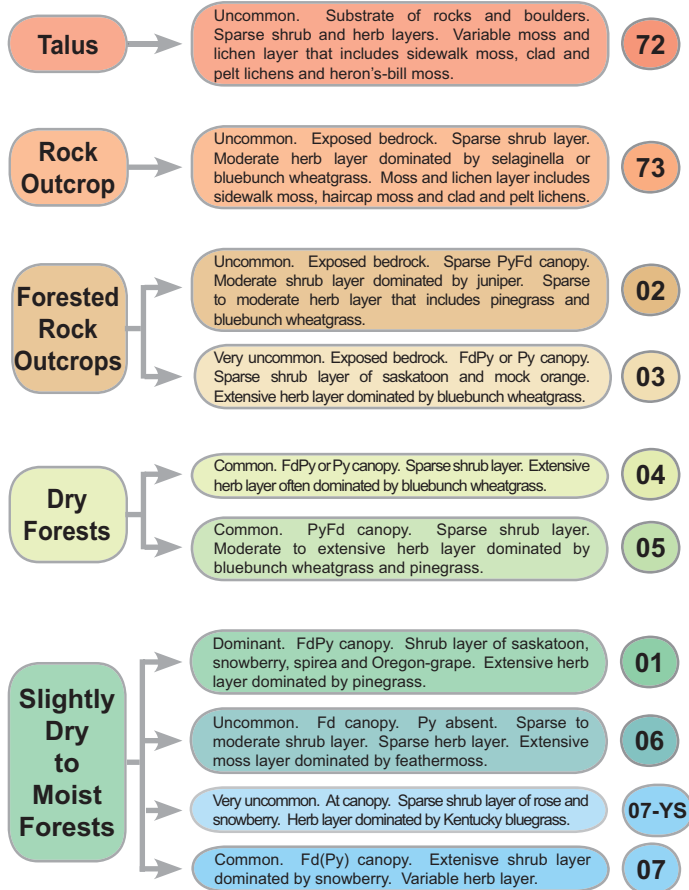 Talus
Uncommon. Substrate of rocks and boulders.
Sparse shrub and herb layers. Variable moss and
lichen layer that includes sidewalk moss, clad and
pelt lichens and heron's-bill moss.
72
Rock
Outcrop
Uncommon. Exposed bedrock. Sparse shrub layer.
Moderate herb layer dominated by selaginella or
bluebunch wheatgrass. Moss and lichen layer includes
sidewalk moss, haircap moss and clad and pelt lichens.
73
Forested
Rock
Outcrops
Uncommon. Exposed bedrock. Sparse PyFd canopy.
Moderate shrub layer dominated by juniper. Sparse
to moderate herb layer that includes pinegrass and
bluebunch wheatgrass.
02
Very uncommon. Exposed bedrock. FdPy or Py canopy.
Sparse shrub layer of saskatoon and mock orange.
Extensive herb layer dominated by bluebunch wheatgrass.
03
Dry
Forests
Common. FdPy or Py canopy. Sparse shrub layer. Extensive
herb layer often dominated by bluebunch wheatgrass.
04
Common. PyFd canopy. Sparse shrub layer.
Moderate to extensive herb layer dominated by
bluebunch wheatgrass and pinegrass.
05
Slightly
Dry
to
Moist
Forests
Dominant. FdPy canopy. Shrub layer of saskatoon,
snowberry, spirea and Oregon-grape. Extensive herb
layer dominated by pinegrass.
01
Uncommon. Fd canopy. Py absent. Sparse to
moderate shrub layer. Sparse herb layer. Extensive
moss layer dominated by feathermoss.
06
Very uncommon. At canopy. Sparse shrub layer of rose and
snowberry. Herb layer dominated by Kentucky bluegrass.
07-YS
Common. Fd(Py) canopy. Extenisve shrub layer
dominated by snowberry. Variable herb layer.
07